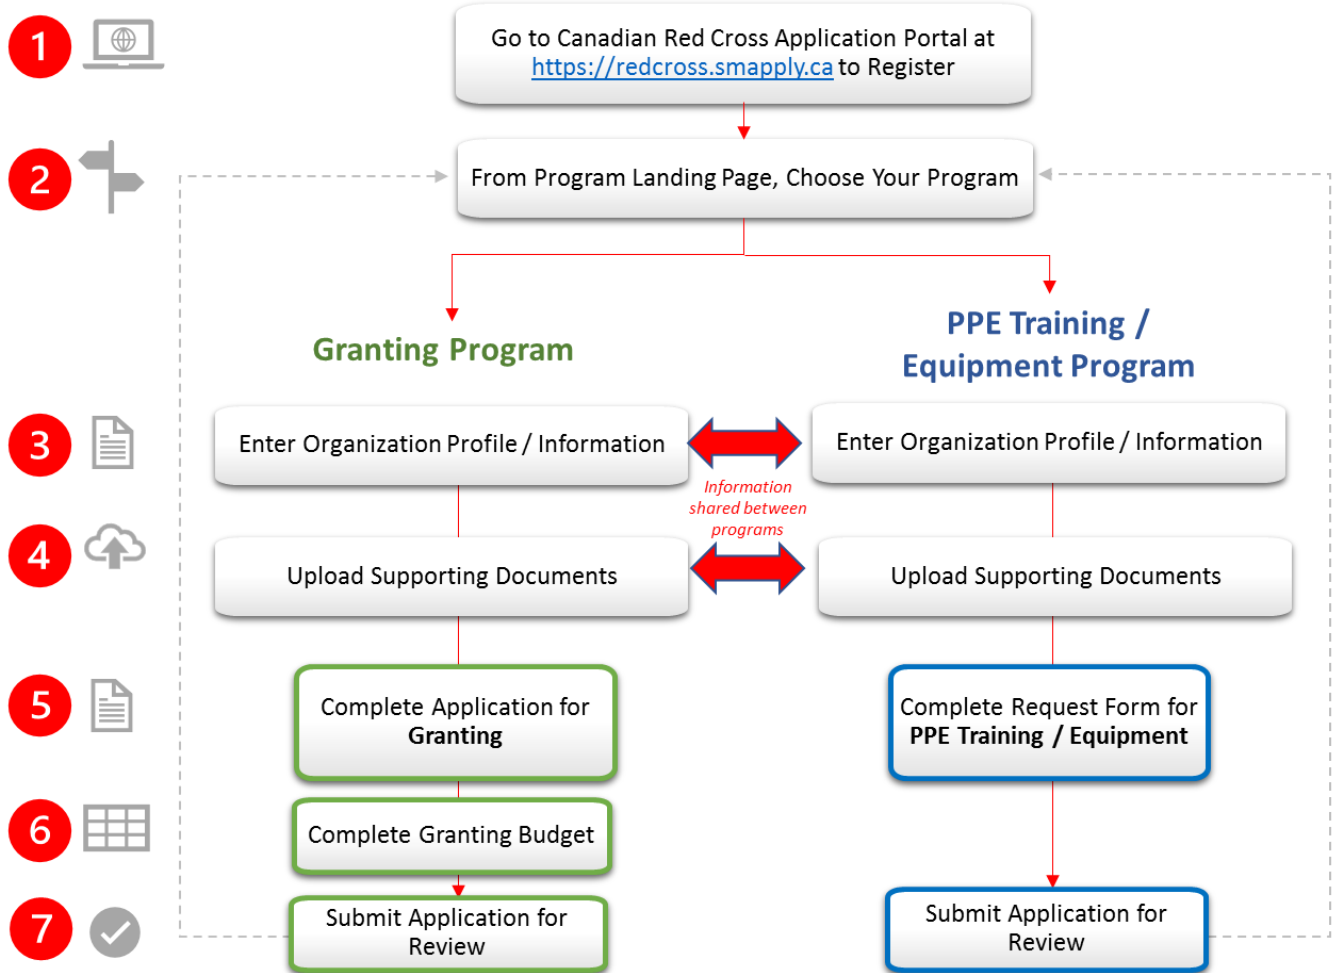 1
Go to Canadian Red Cross Application Portal at
https://redcross.smapply.ca to Register
2
From Program Landing Page, Choose Your Program
Granting Program
PPE Training /
Equipment Program
3
Enter Organization Profile / Information
Enter Organization Profile / Information
Information
shared between
programs
4
Upload Supporting Documents
Upload Supporting Documents
5
Complete Application for
Granting
Complete Request Form for
PPE Training / Equipment
6
Complete Granting Budget
7
Submit Application for
Review
Submit Application for
Review